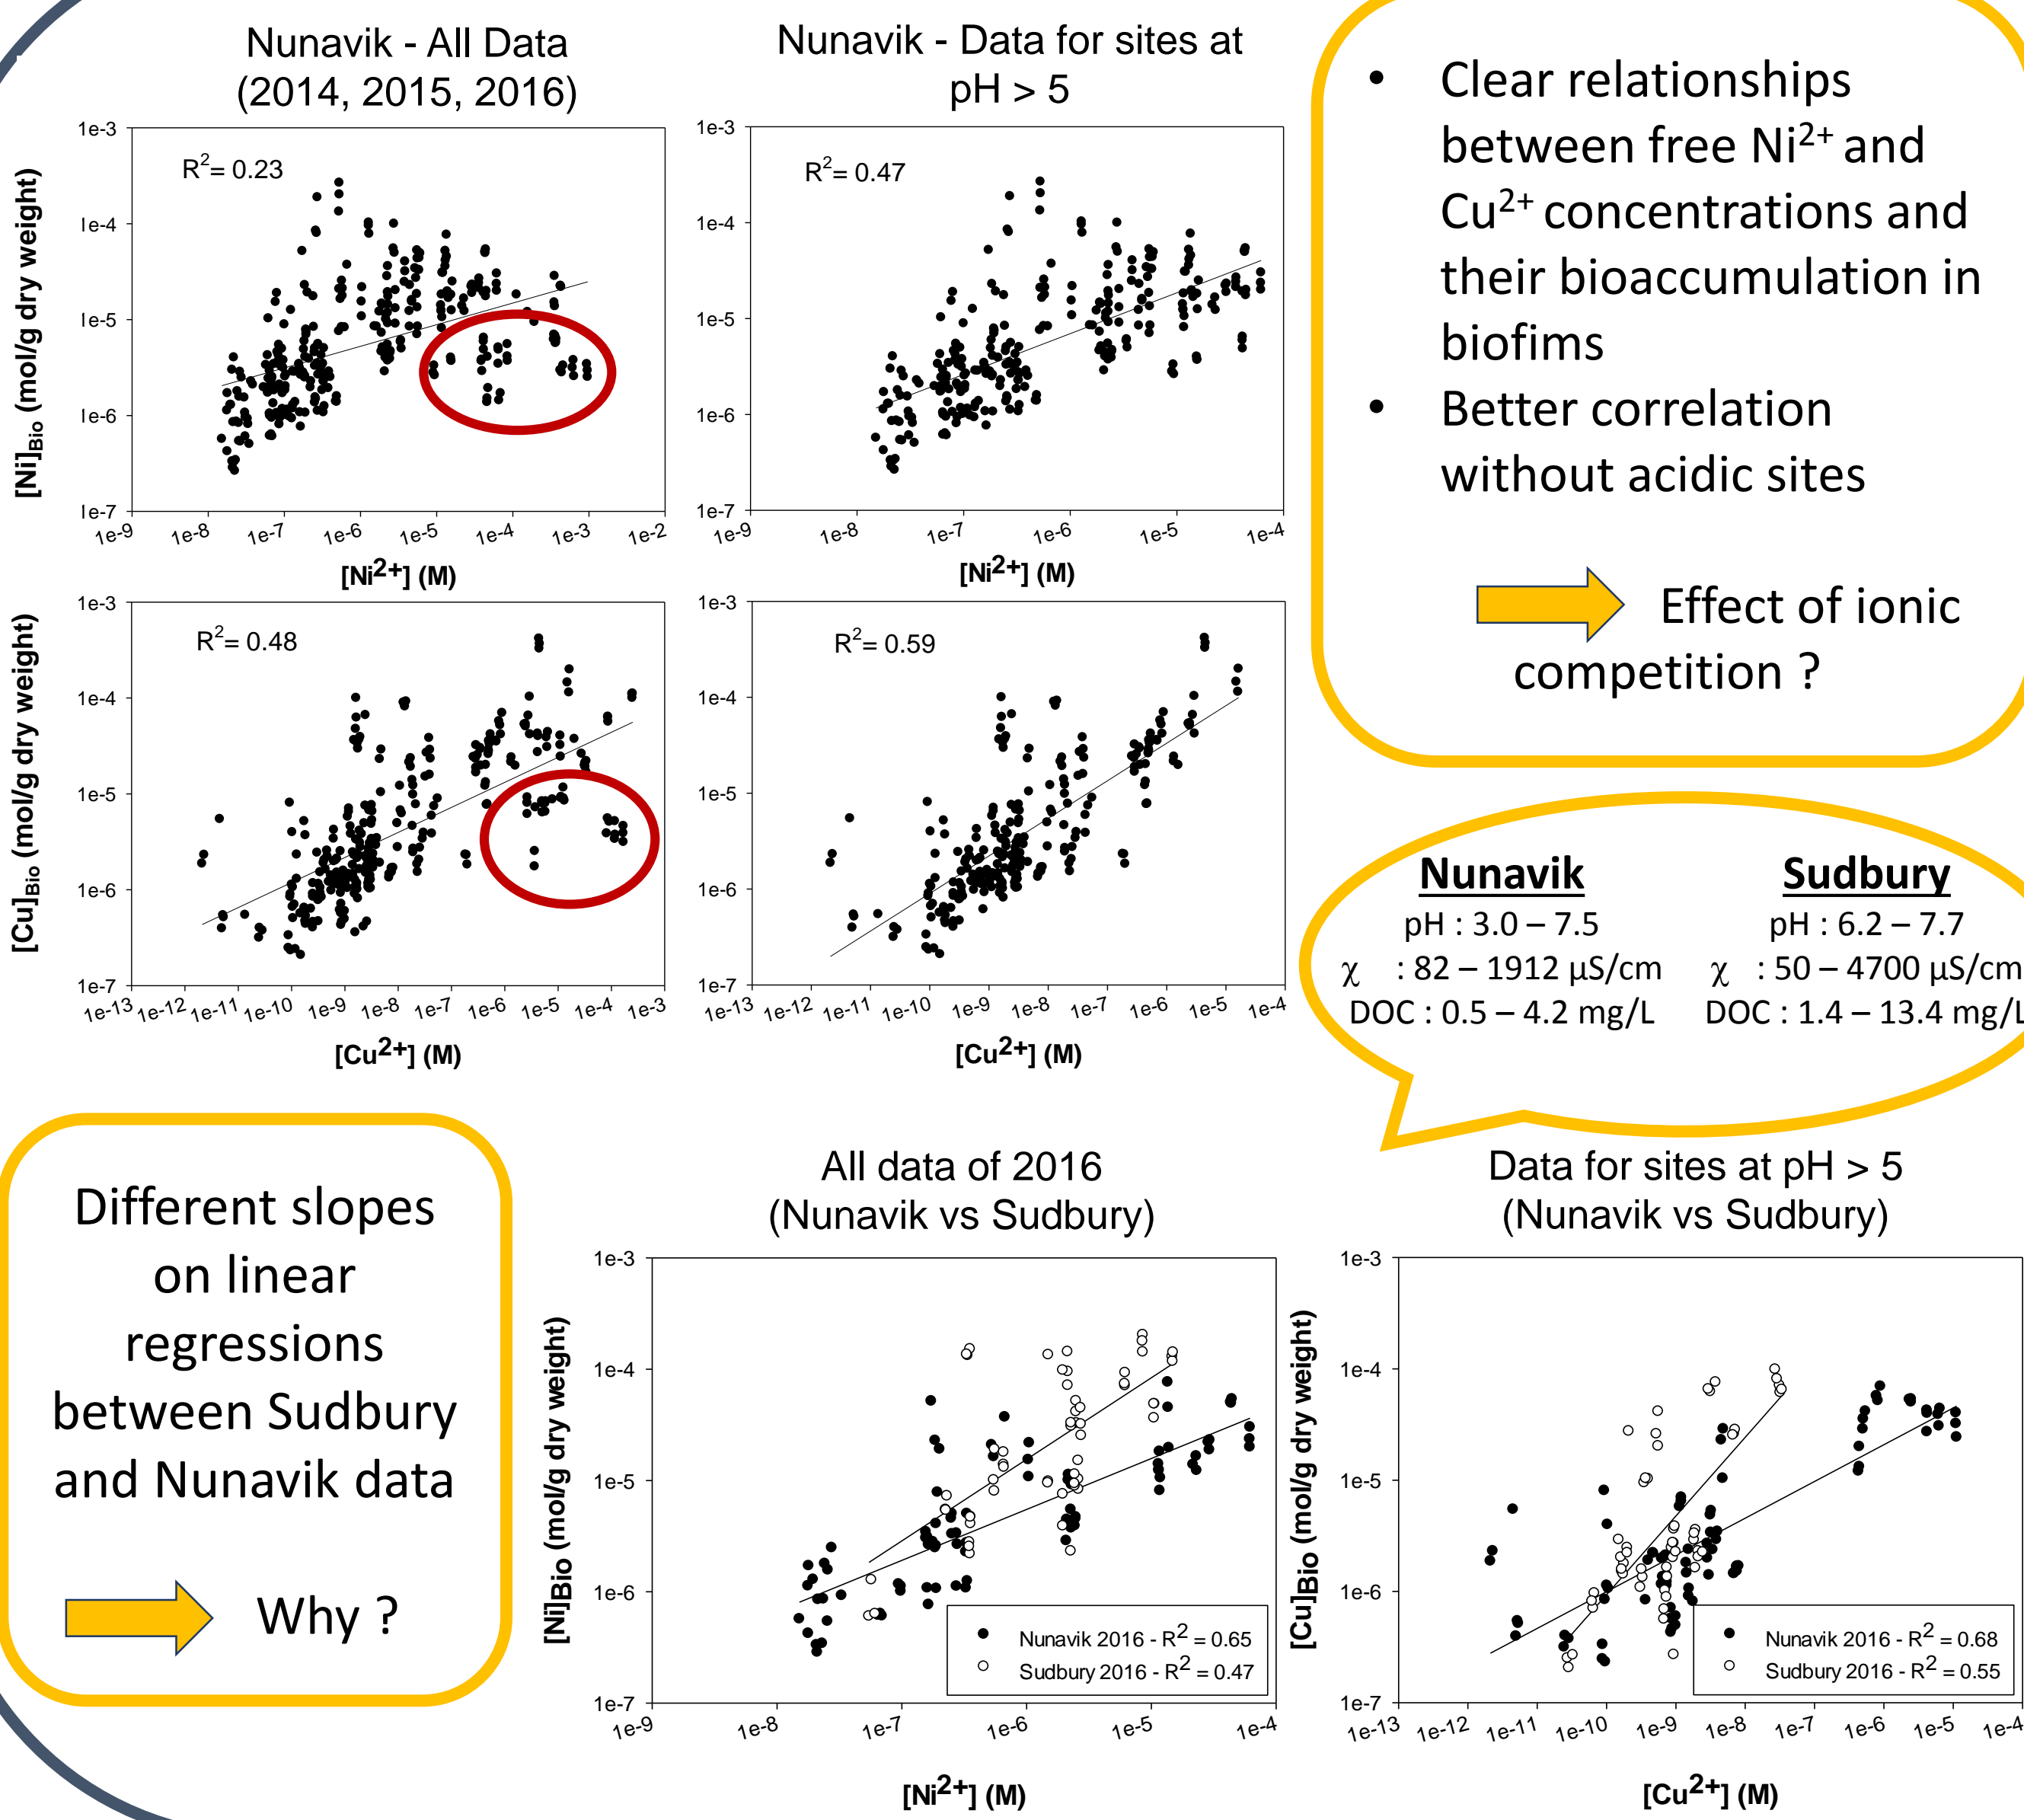 Nunavik - All Data
(2014, 2015, 2016)
1e-3
1e-4
1e-5
1e-6
1e-7
R²= 0.23
[Ni]Bio (mol/g dry weight)
1e-9 1e-8 1e-7 1e-6 1e-5 1e-4 1e-3 1e-2
[Ni2+] (M)
Nunavik - Data for sites at
pH > 5
1e-3
1e-4
1e-5
1e-6
1e-7
R²= 0.47
1e-9 1e-8 1e-7 1e-6 1e-5 1e-4
[Ni2+] (M)
• Clear relationships
between free Ni²⁺ and
Cu²⁺ concentrations and
their bioaccumulation in
biofims
• Better correlation
without acidic sites
Effect of ionic
competition ?
1e-3
1e-4
1e-5
1e-6
1e-7
R²= 0.48
[Cu]Bio (mol/g dry weight)
1e-13 1e-12 1e-11 1e-10 1e-9 1e-8 1e-7 1e-6 1e-5 1e-4 1e-3
[Cu2+] (M)
1e-3
1e-4
1e-5
1e-6
1e-7
R²= 0.59
1e-13 1e-12 1e-11 1e-10 1e-9 1e-8 1e-7 1e-6 1e-5 1e-4
[Cu2+] (M)
Nunavik
pH : 3.0 – 7.5
χ : 82 – 1912 µS/cm
DOC : 0.5 – 4.2 mg/L
Sudbury
pH : 6.2 – 7.7
χ : 50 – 4700 µS/cm
DOC : 1.4 – 13.4 mg/L
Different slopes
on linear
regressions
between Sudbury
and Nunavik data
Why ?
All data of 2016
(Nunavik vs Sudbury)
1e-3
1e-4
1e-5
1e-6
1e-7
[Ni]Bio (mol/g dry weight)
Nunavik 2016 - R2 = 0.65
Sudbury 2016 - R2 = 0.47
1e-9 1e-8 1e-7 1e-6 1e-5 1e-4
[Ni2+] (M)
Data for sites at pH > 5
(Nunavik vs Sudbury)
1e-3
1e-4
1e-5
1e-6
1e-7
[Cu]Bio (mol/g dry weight)
Nunavik 2016 - R2 = 0.68
Sudbury 2016 - R2 = 0.55
1e-13 1e-12 1e-11 1e-10 1e-9 1e-8 1e-7 1e-6 1e-5 1e-4
[Cu2+] (M)